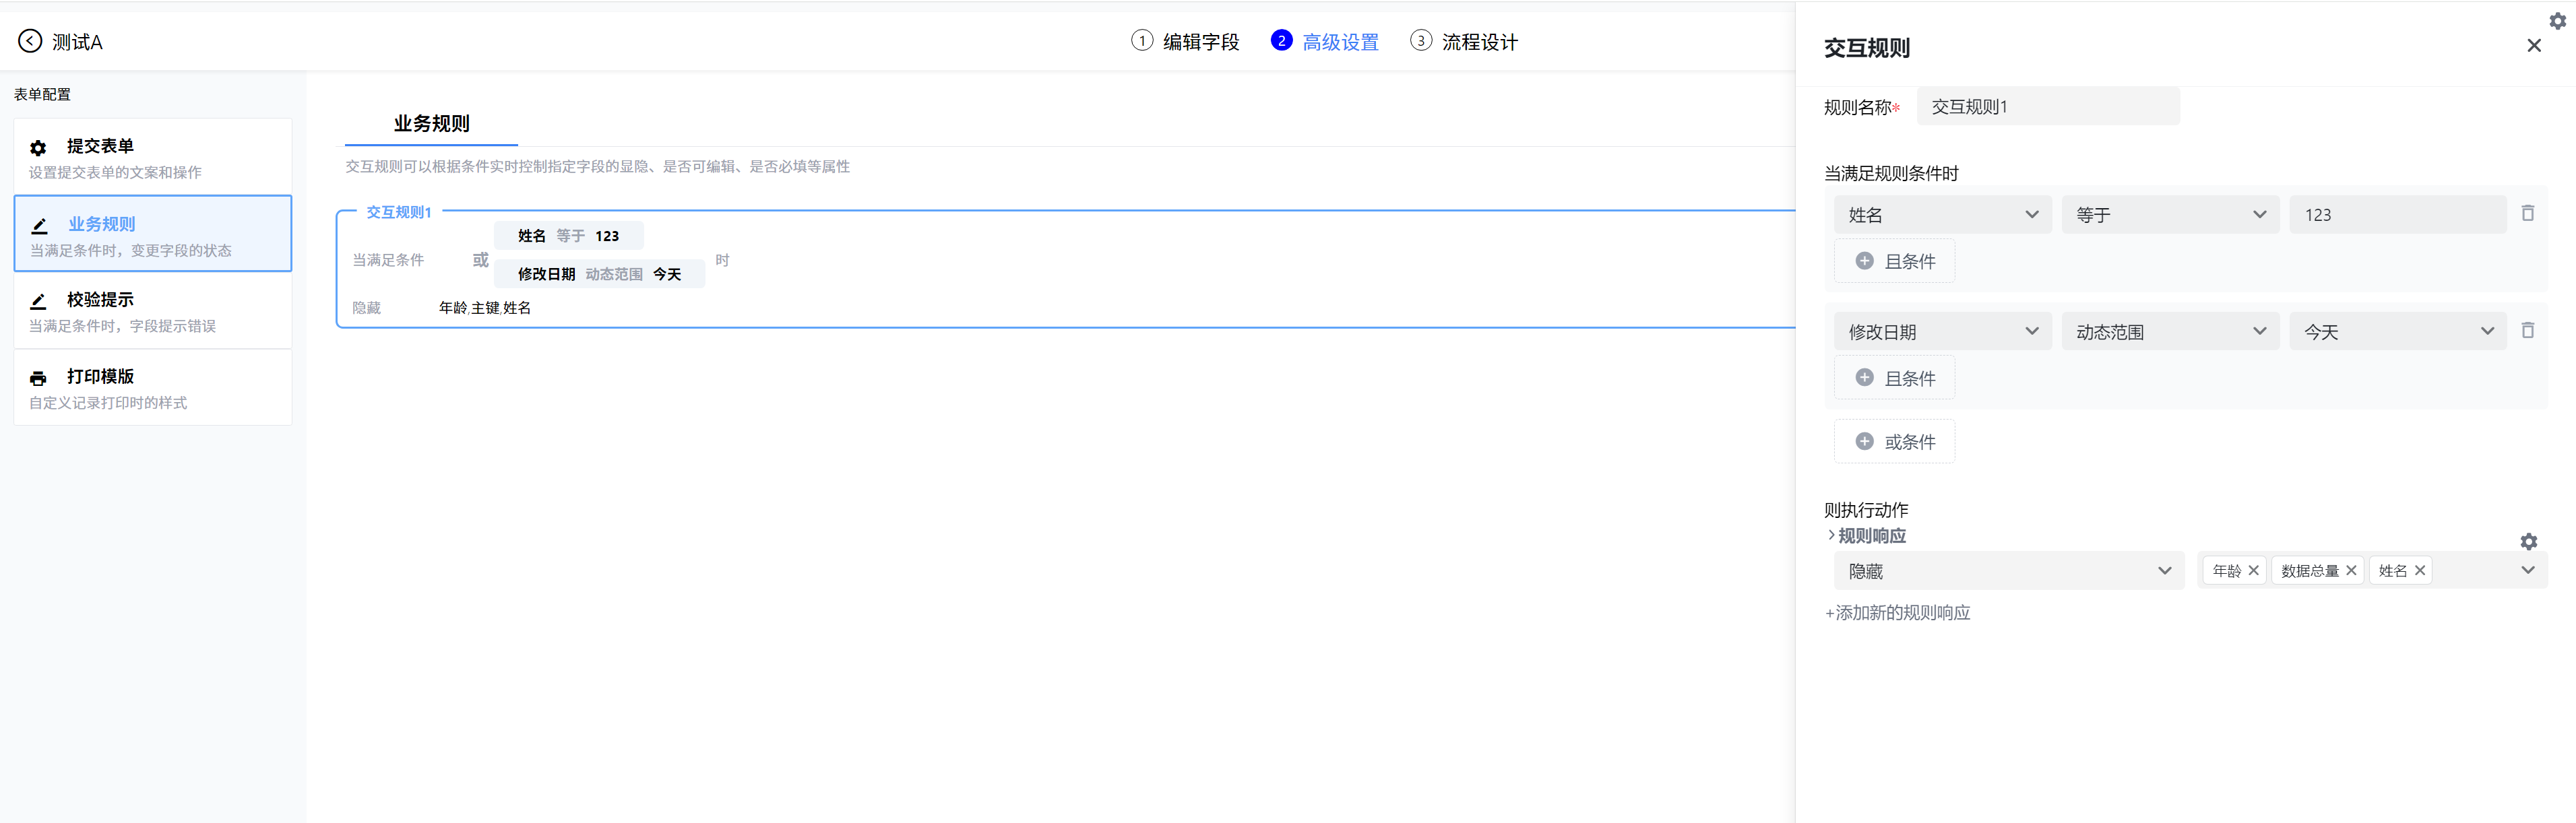 测试A
1 编辑字段 2 高级设置 3 流程设计
表单配置
提交表单
设置提交表单的文案和操作
业务规则
当满足条件时，变更字段的状态
校验提示
当满足条件时，字段提示错误
打印模版
自定义记录打印时的样式
业务规则
交互规则可以根据条件实时控制指定字段的显隐、是否可编辑、是否必填等属性
交互规则1
姓名 等于 123
当满足条件 或 时
修改日期 动态范围 今天
隐藏 年龄,主键,姓名
交互规则
规则名称* 交互规则1
当满足规则条件时
姓名 等于 123
且条件
修改日期 动态范围 今天
且条件
或条件
则执行动作
规则响应
隐藏 年龄 数据总量 姓名
+添加新的规则响应